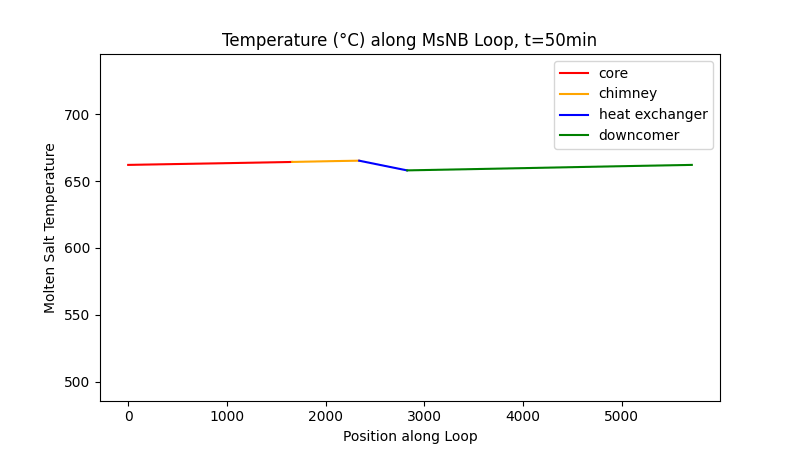 Temperature (°C) along MsNB Loop, t=50min
core
chimney
heat exchanger
downcomer
Molten Salt Temperature
700
650
600
550
500
0 1000 2000 3000 4000 5000
Position along Loop